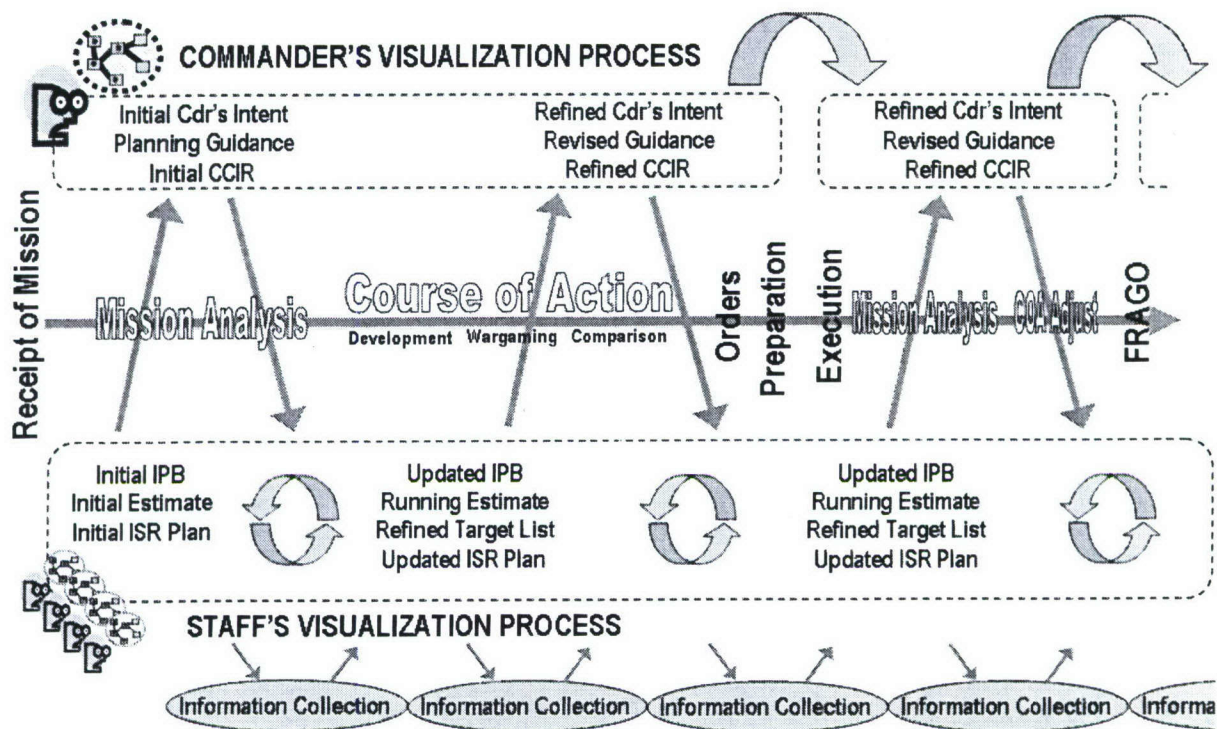 COMMANDER'S VISUALIZATION PROCESS
Initial Cdr's Intent
Planning Guidance
Initial CCIR
Refined Cdr's Intent
Revised Guidance
Refined CCIR
Refined Cdr's Intent
Revised Guidance
Refined CCIR
Receipt of Mission
Mission Analysis
Course of Action
Development Wargaming Comparison
Orders
Preparation
Execution
Mission Analysis
COA Adjust
FRAGO
Initial IPB
Initial Estimate
Initial ISR Plan
Updated IPB
Running Estimate
Refined Target List
Updated ISR Plan
Updated IPB
Running Estimate
Refined Target List
Updated ISR Plan
STAFF'S VISUALIZATION PROCESS
Information Collection
Information Collection
Information Collection
Information Collection
Informa